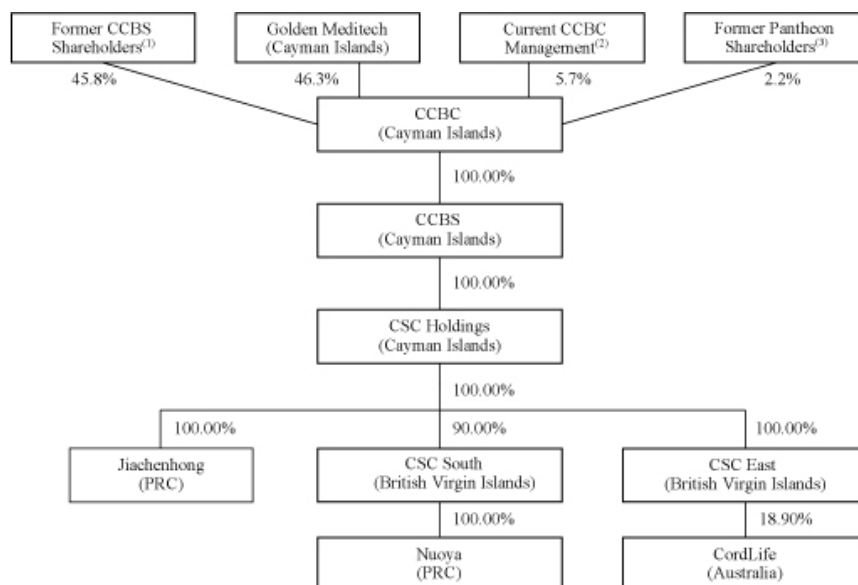 Former CCBS
Shareholders(1)
Golden Meditech
(Cayman Islands)
Current CCBC
Management(2)
Former Pantheon
Shareholders(3)
45.8%
46.3%
5.7%
2.2%
CCBC
(Cayman Islands)
100.00%
CCBS
(Cayman Islands)
100.00%
CSC Holdings
(Cayman Islands)
100.00%
100.00%
90.00%
100.00%
Jiachenhong
(PRC)
CSC South
(British Virgin Islands)
CSC East
(British Virgin Islands)
100.00%
18.90%
Nuoya
(PRC)
CordLife
(Australia)